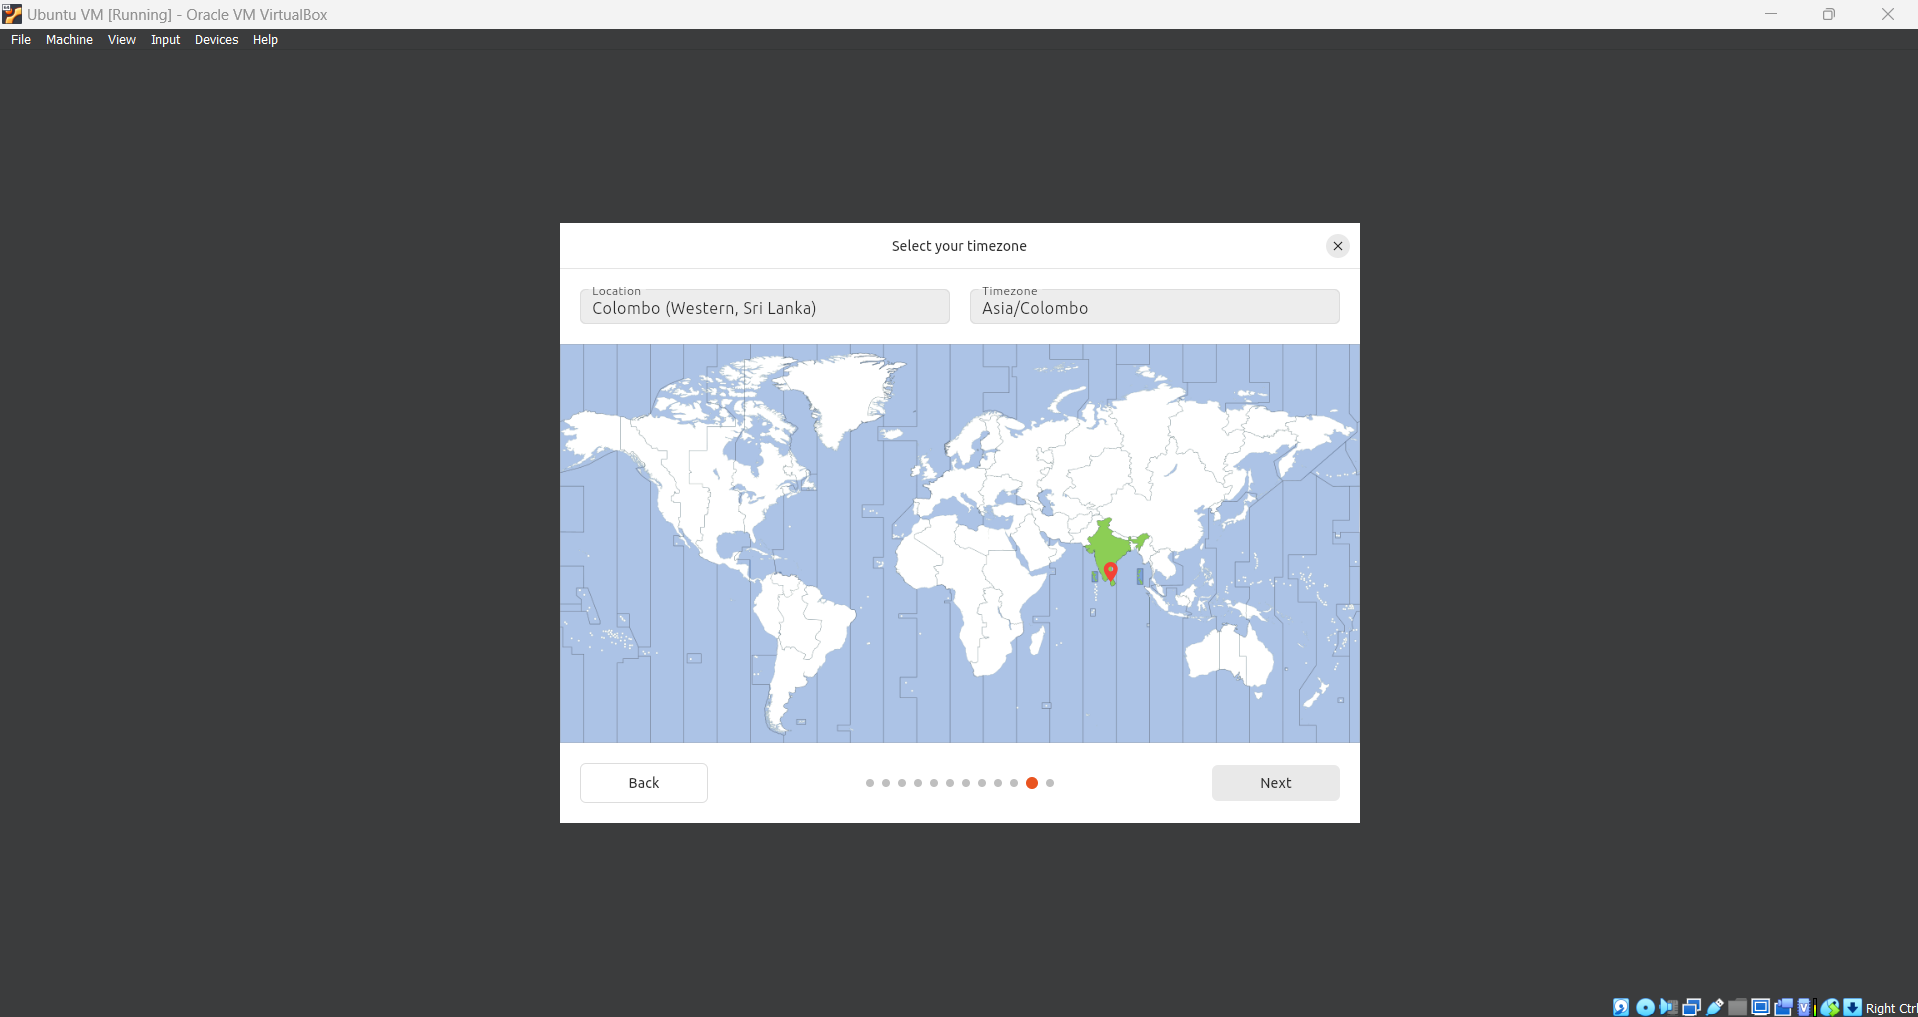 Ubuntu VM [Running] - Oracle VM VirtualBox
File Machine View Input Devices Help
Select your timezone
Location
Colombo (Western, Sri Lanka)
Timezone
Asia/Colombo
Back
Next
Right Ctrl